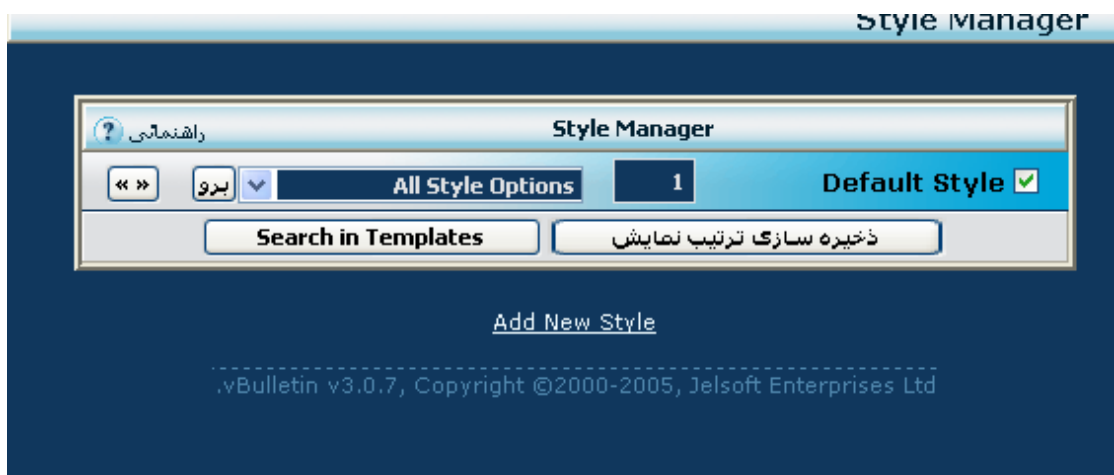 Style Manager
Style Manager راهنمائی ?
Default Style 1 All Style Options برو « »
ذخیره سازی ترتیب نمایش Search in Templates
Add New Style
.vBulletin v3.0.7, Copyright ©2000-2005, Jelsoft Enterprises Ltd